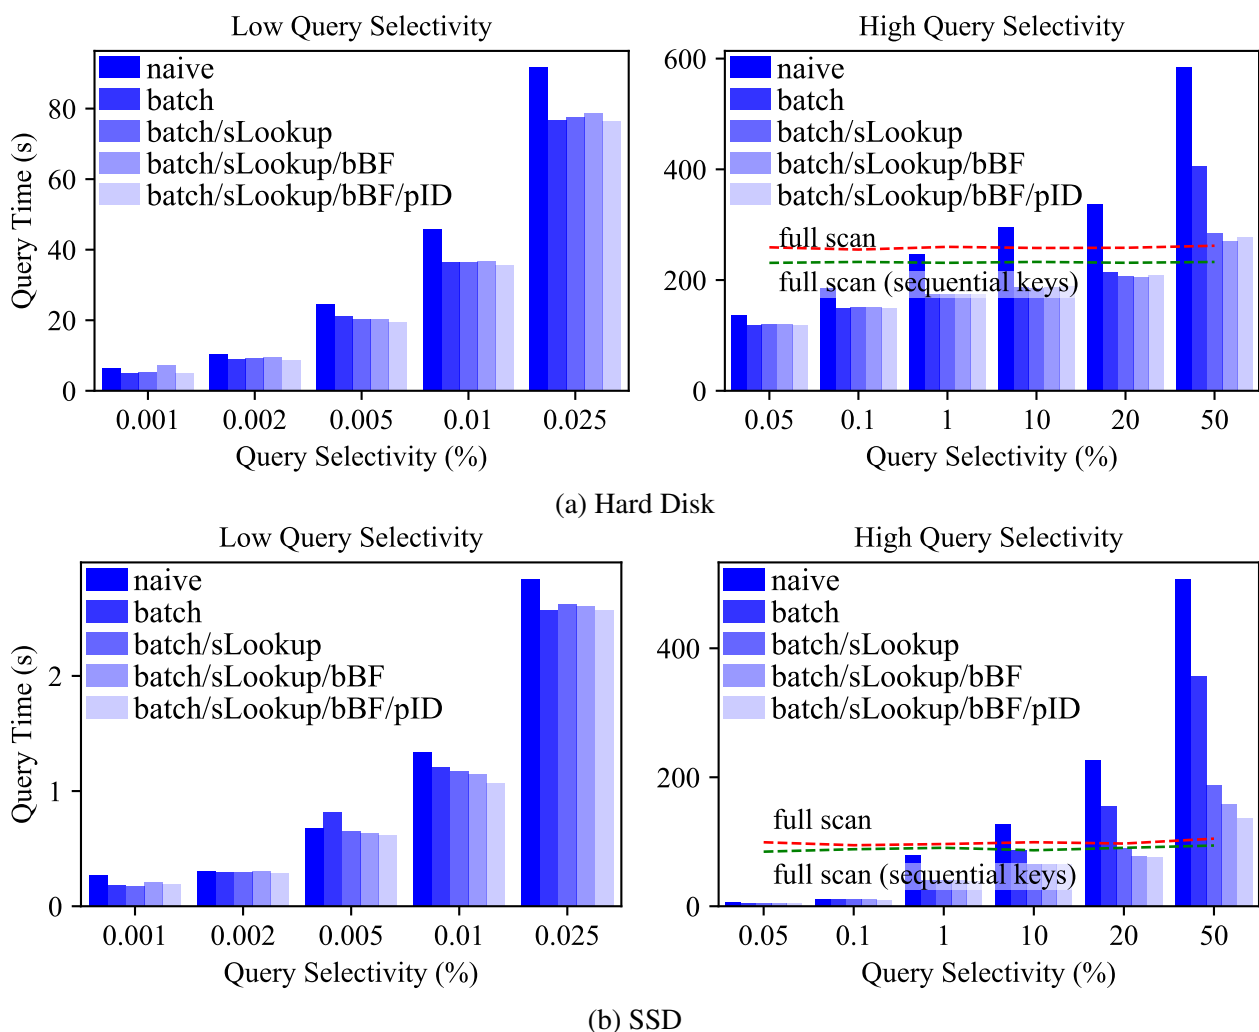 Low Query Selectivity
naive
batch
batch/sLookup
batch/sLookup/bBF
batch/sLookup/bBF/pID
Query Time (s)
80
60
40
20
0
0.001 0.002 0.005 0.01 0.025
Query Selectivity (%)
High Query Selectivity
naive
batch
batch/sLookup
batch/sLookup/bBF
batch/sLookup/bBF/pID
600
400
200
0
full scan
full scan (sequential keys)
0.05 0.1 1 10 20 50
Query Selectivity (%)
(a) Hard Disk
Low Query Selectivity
naive
batch
batch/sLookup
batch/sLookup/bBF
batch/sLookup/bBF/pID
Query Time (s)
2
1
0
0.001 0.002 0.005 0.01 0.025
Query Selectivity (%)
High Query Selectivity
naive
batch
batch/sLookup
batch/sLookup/bBF
batch/sLookup/bBF/pID
400
200
0
full scan
full scan (sequential keys)
0.05 0.1 1 10 20 50
Query Selectivity (%)
(b) SSD